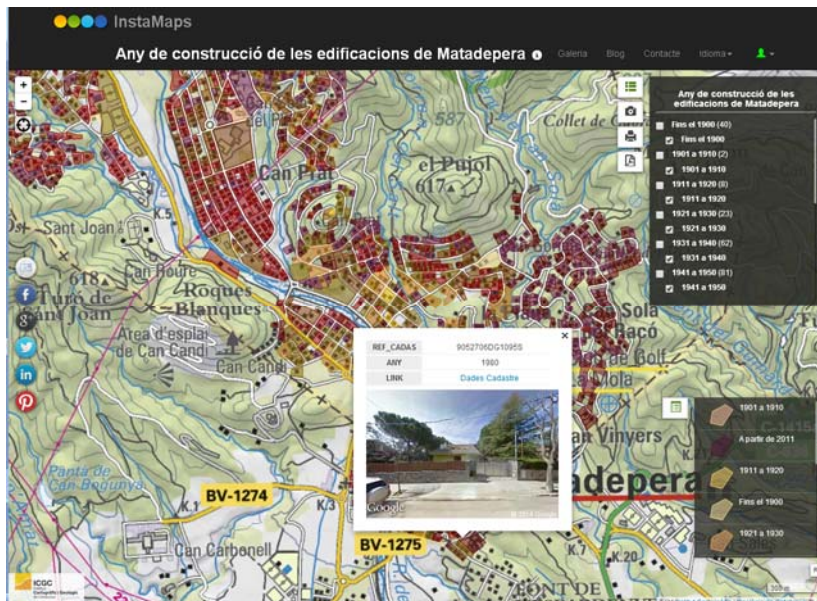 InstaMaps
Any de construcció de les edificacions de Matadepera
Galeria Blog Contacte Idioma
+
−
Any de construcció de les
edificacions de Matadepera
Fins el 1900 (40)
Fins el 1900
1901 a 1910 (2)
1901 a 1910
1911 a 1920 (8)
1911 a 1920
1921 a 1930 (23)
1921 a 1930
1931 a 1940 (62)
1931 a 1940
1941 a 1950 (81)
1941 a 1950
587
Collet de
Can Prat
el Pujol
617
K.5
Sant Joan
Can Roure
618
Turó de
Sant Joan
Roques
Blanques
Àrea d'esplai
de Can Candi
Can Candi
Can Sola
del Racó
de Golf
la Mola
REF_CADAS 9052706DG1095S
ANY 1980
LINK Dades Cadastre
Google
© 2014 Google
Vinyers
C-1415
1901 a 1910
A partir de 2011
1911 a 1920
Fins el 1900
1921 a 1930
Pantà de
Can Bogunyà
BV-1274
K.1
K.3
BV-1275
Can Carbonell
K.7
K.20
FONT DE
ICGC
300 m